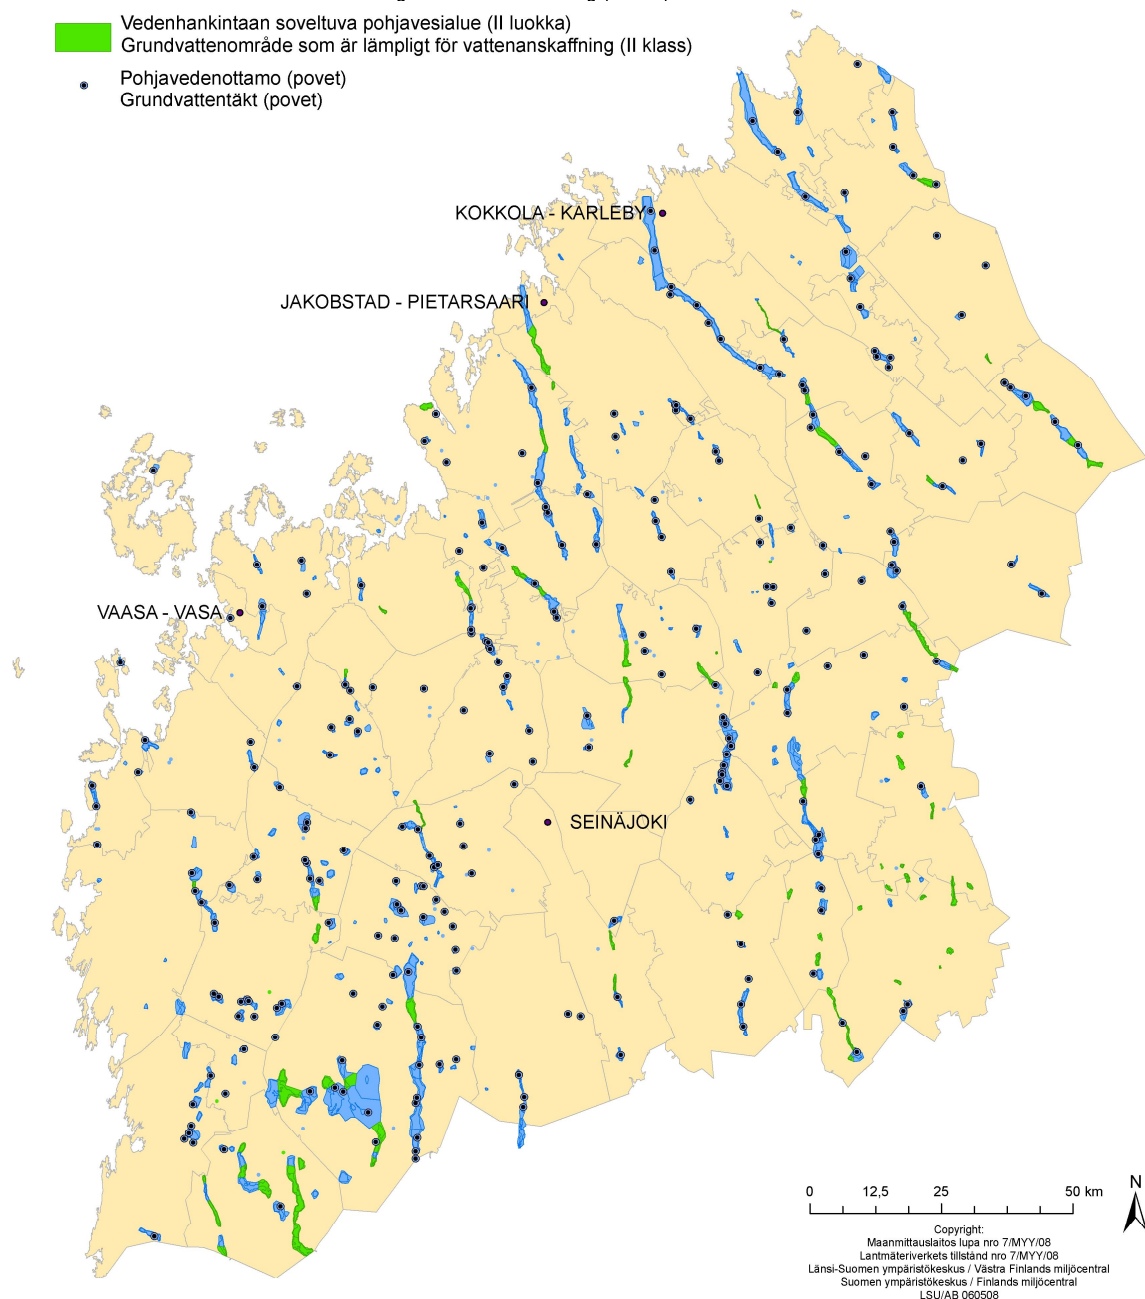 Vedenhankintaan soveltuva pohjavesialue (II luokka)
Grundvattenområde som är lämpligt för vattenanskaffning (II klass)
Pohjavedenottamo (povet)
Grundvattentäkt (povet)
KOKKOLA - KARLEBY
JAKOBSTAD - PIETARSAARI
VAASA - VASA
SEINÄJOKI
0 12,5 25 50 km
N
Copyright:
Maanmittauslaitos lupa nro 7/MYY/08
Lantmäteriverkets tillstånd nro 7/MYY/08
Länsi-Suomen ympäristökeskus / Västra Finlands miljöcentral
Suomen ympäristökeskus / Finlands miljöcentral
LSU/AB 060508